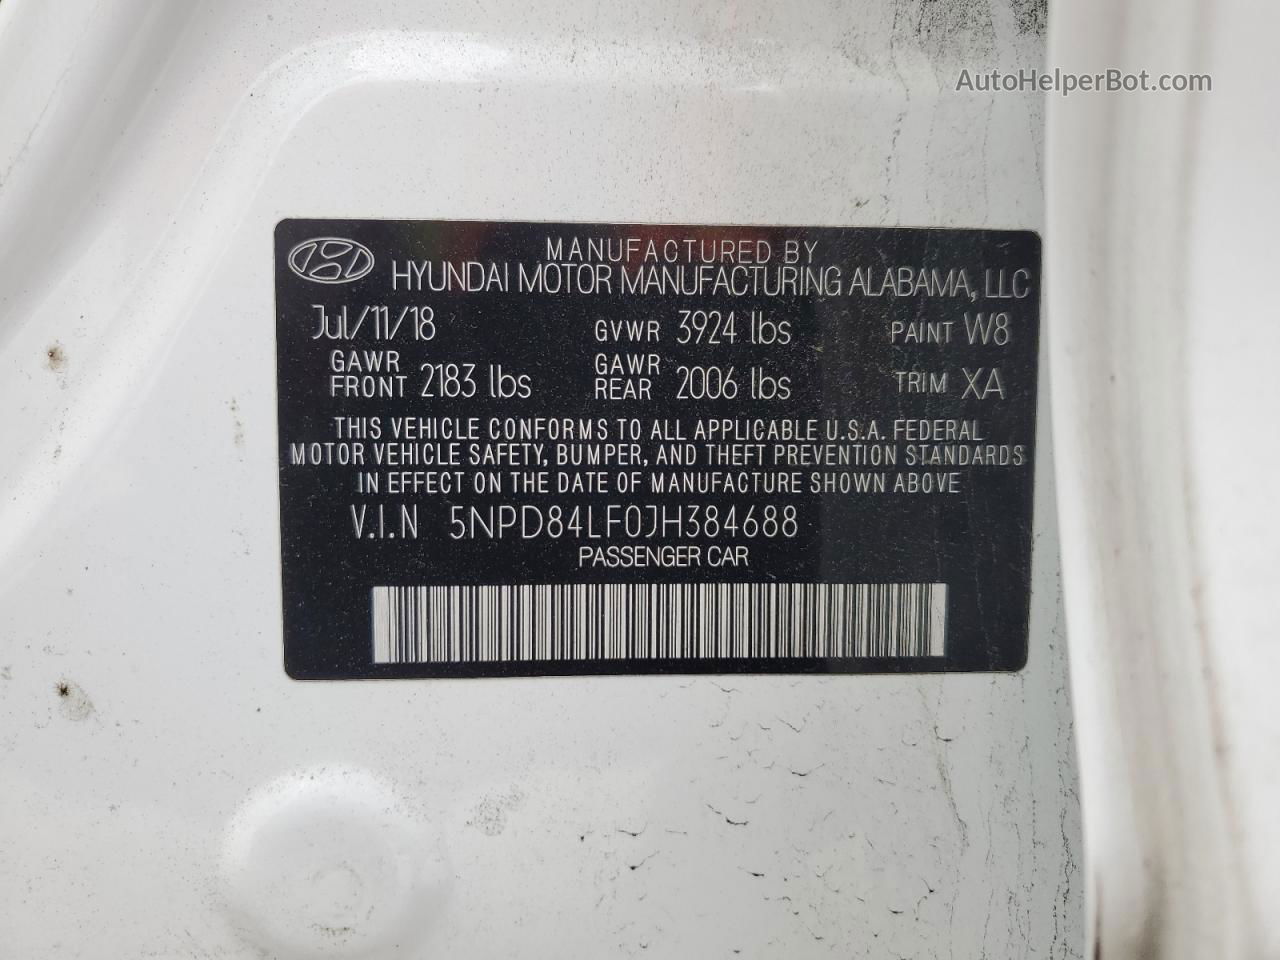 AutoHelperBot.com
MANUFACTURED BY
HYUNDAI MOTOR MANUFACTURING ALABAMA, LLC
Jul/11/18 GVWR 3924 lbs PAINT W8
GAWR FRONT 2183 lbs GAWR REAR 2006 lbs TRIM XA
THIS VEHICLE CONFORMS TO ALL APPLICABLE U.S.A. FEDERAL
MOTOR VEHICLE SAFETY, BUMPER, AND THEFT PREVENTION STANDARDS
IN EFFECT ON THE DATE OF MANUFACTURE SHOWN ABOVE
V.I.N 5NPD84LF0JH384688
PASSENGER CAR